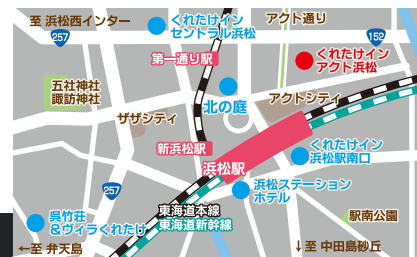 至 浜松西インター
257
くれたけイン
セントラル浜松
アクト通り
152
第一通り駅
くれたけイン
アクト浜松
五社神社
諏訪神社
北の庭
アクトシティ
ザザシティ
新浜松駅
くれたけイン
浜松駅南口
浜松駅
257
浜松ステーション
ホテル
呉竹荘
&ヴィラくれたけ
東海道本線
東海道新幹線
駅南公園
←至 弁天島
↓至 中田島砂丘